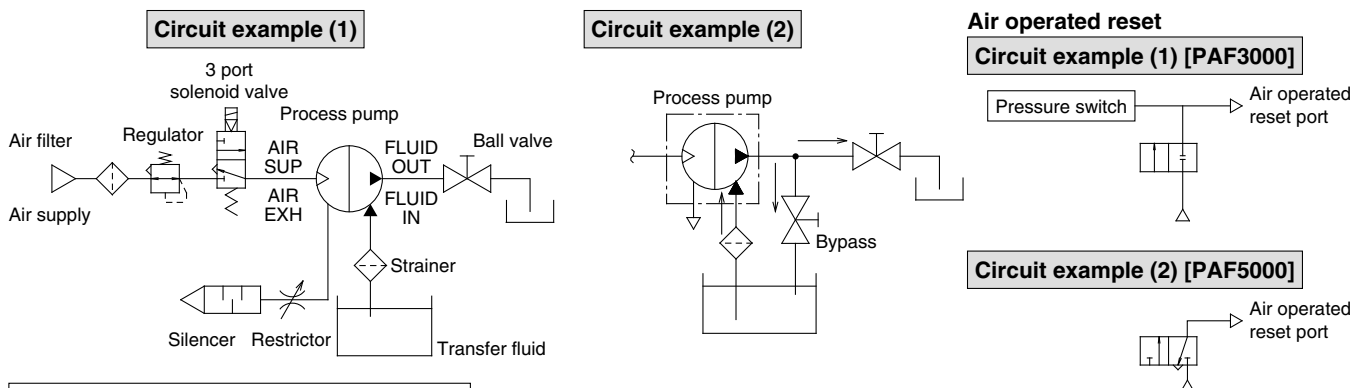 Circuit example (1)
3 port
solenoid valve
Air filter
Regulator
Process pump
AIR
SUP
FLUID
OUT
Ball valve
Air supply
AIR
EXH
FLUID
IN
Strainer
Silencer
Restrictor
Transfer fluid
Circuit example (2)
Process pump
Bypass
Air operated reset
Circuit example (1) [PAF3000]
Pressure switch
Air operated
reset port
Circuit example (2) [PAF5000]
Air operated
reset port